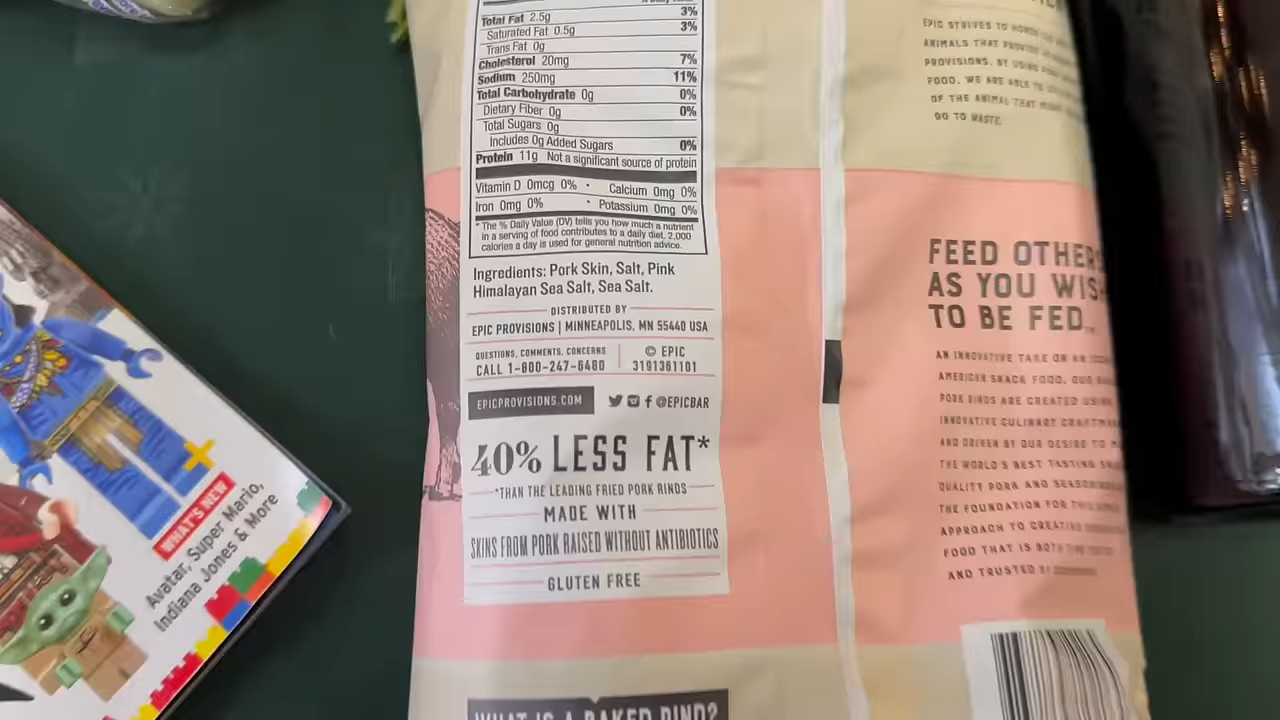 Total Fat 2.5g 3%
Saturated Fat 0.5g 3%
Trans Fat 0g
Cholesterol 20mg 7%
Sodium 250mg 11%
Total Carbohydrate 0g 0%
Dietary Fiber 0g 0%
Total Sugars 0g
Includes 0g Added Sugars 0%
Protein 11g Not a significant source of protein
Vitamin D 0mcg 0% • Calcium 0mg 0%
Iron 0mg 0% • Potassium 0mg 0%
* The % Daily Value (DV) tells you how much a nutrient
in a serving of food contributes to a daily diet. 2,000
calories a day is used for general nutrition advice.
Ingredients: Pork Skin, Salt, Pink
Himalayan Sea Salt, Sea Salt.
DISTRIBUTED BY
EPIC PROVISIONS | MINNEAPOLIS, MN 55440 USA
QUESTIONS, COMMENTS, CONCERNS
CALL 1-800-247-6480
© EPIC
3191361101
EPICPROVISIONS.COM
@EPICBAR
40% LESS FAT*
*THAN THE LEADING FRIED PORK RINDS
MADE WITH
SKINS FROM PORK RAISED WITHOUT ANTIBIOTICS
GLUTEN FREE
WHAT IS A BAKED RIND?
EPIC STRIVES TO HONOR
ANIMALS THAT PROVIDE
PROVISIONS. BY USING
FOOD, WE ARE ABLE TO
OF THE ANIMAL THAT
GO TO WASTE.
FEED OTHERS
AS YOU WISH
TO BE FED
AN INNOVATIVE TAKE ON AN
AMERICAN SNACK FOOD, OUR
PORK RINDS ARE CREATED USING
INNOVATIVE CULINARY
AND DRIVEN BY OUR DESIRE TO
THE WORLD'S BEST TASTING
QUALITY PORK AND
THE FOUNDATION FOR THIS
APPROACH TO CREATING
FOOD THAT IS BOTH
AND TRUSTED BY
WHAT'S NEW
Avatar, Super Mario,
Indiana Jones & More